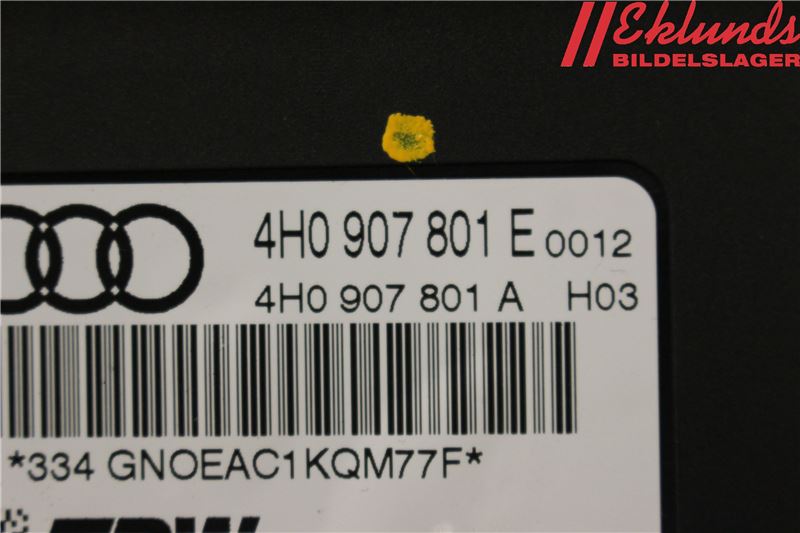 Eklunds
BILDELSLAGER
4H0 907 801 E 0012
4H0 907 801 A H03
*334 GNOEAC1KQM77F*